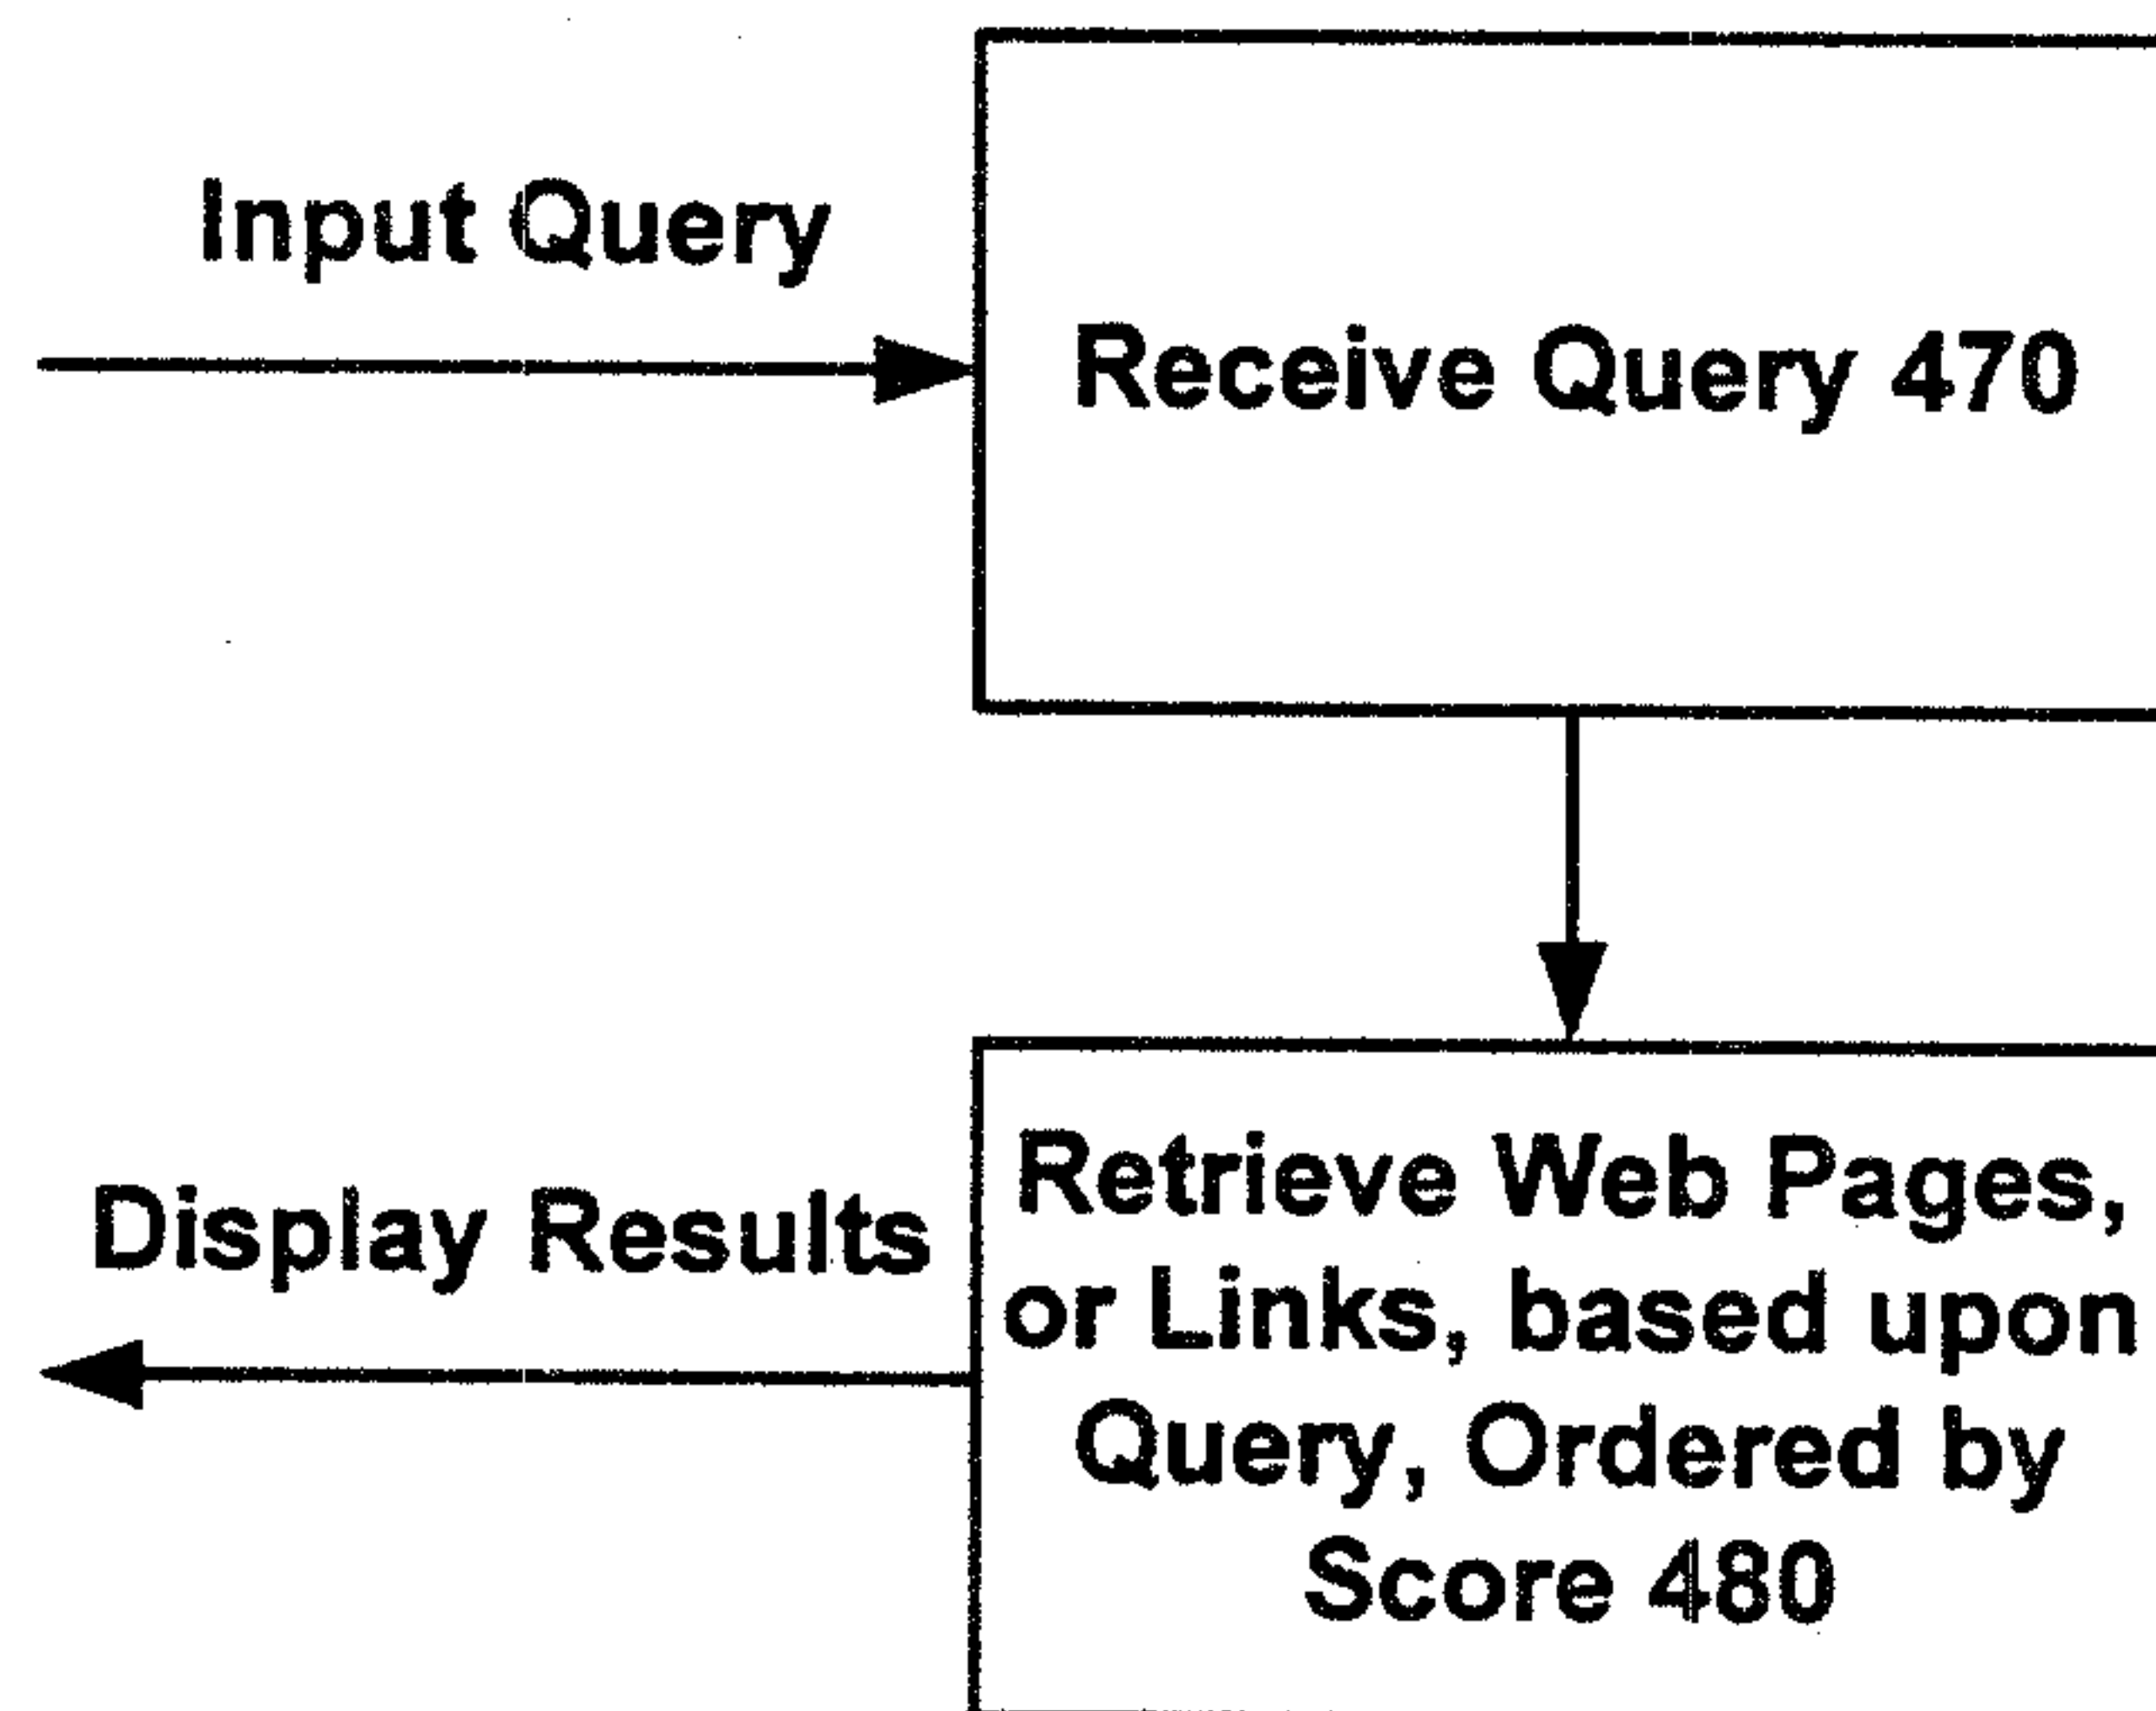 Input Query
Receive Query 470
Display Results
Retrieve Web Pages,
or Links, based upon
Query, Ordered by
Score 480